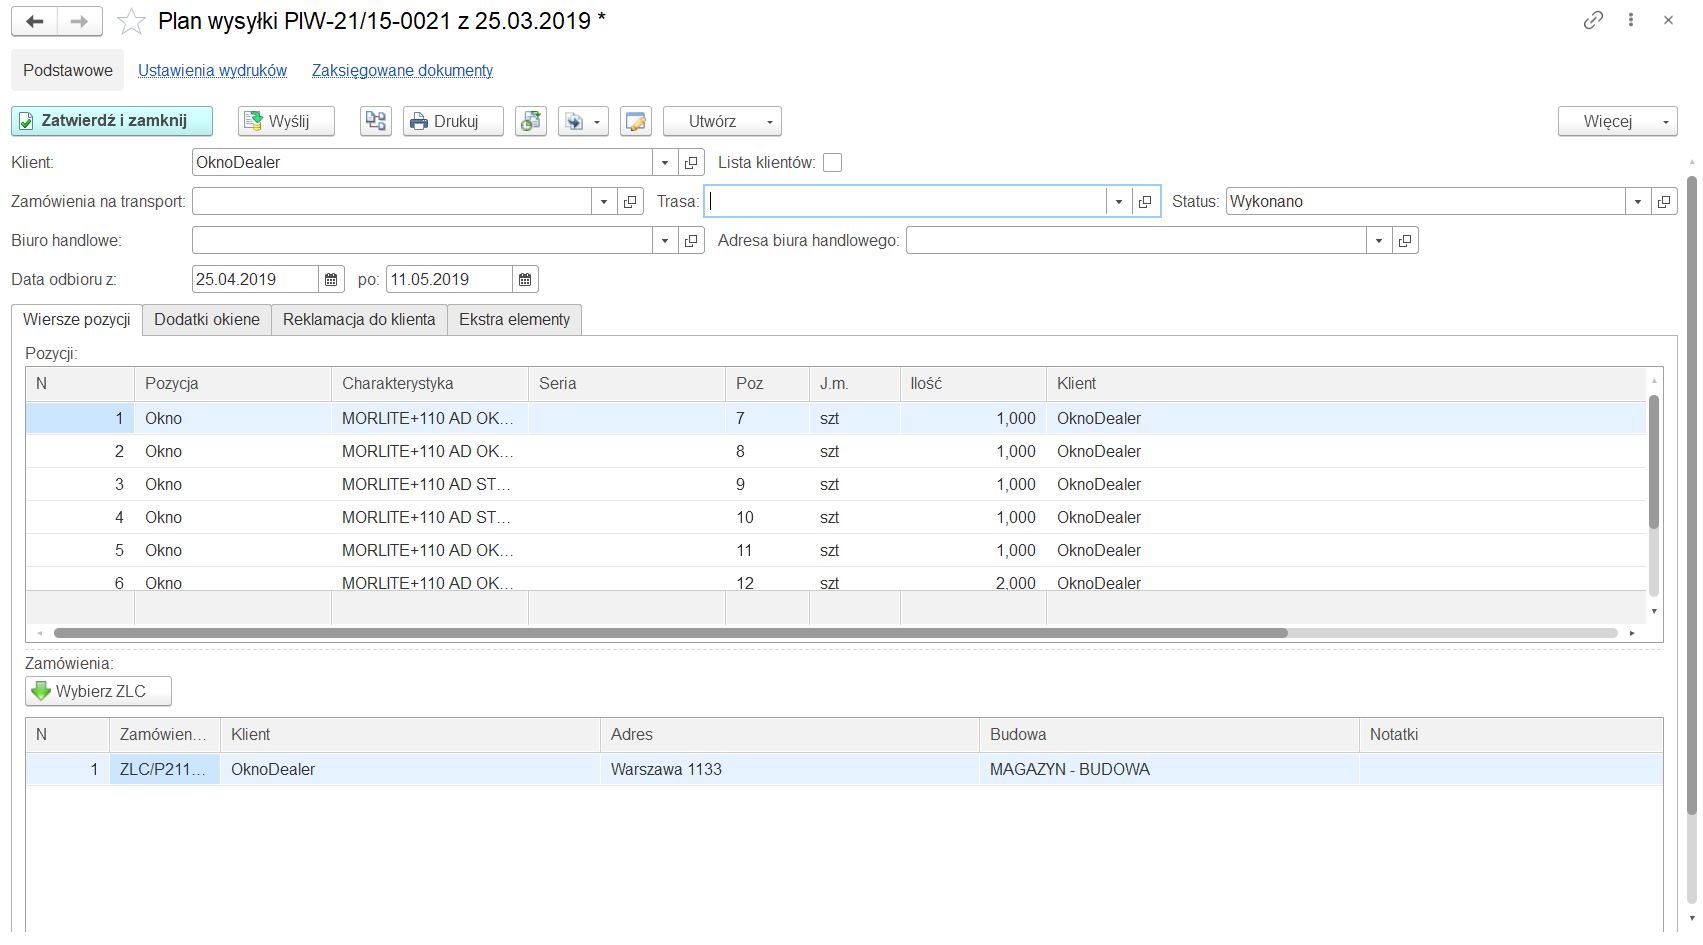 Plan wysyłki PlW-21/15-0021 z 25.03.2019 *
Podstawowe Ustawienia wydruków Zaksięgowane dokumenty
Zatwierdź i zamknij Wyślij Drukuj Utwórz Więcej
Klient: OknoDealer Lista klientów:
Zamówienia na transport: Trasa: Status: Wykonano
Biuro handlowe: Adresa biura handlowego:
Data odbioru z: 25.04.2019 po: 11.05.2019
Wiersze pozycji Dodatki okiene Reklamacja do klienta Ekstra elementy
Pozycji:
N Pozycja Charakterystyka Seria Poz J.m. Ilość Klient
1 Okno MORLITE+110 AD OK... 7 szt 1,000 OknoDealer
2 Okno MORLITE+110 AD OK... 8 szt 1,000 OknoDealer
3 Okno MORLITE+110 AD ST... 9 szt 1,000 OknoDealer
4 Okno MORLITE+110 AD ST... 10 szt 1,000 OknoDealer
5 Okno MORLITE+110 AD OK... 11 szt 1,000 OknoDealer
6 Okno MORLITE+110 AD OK... 12 szt 2,000 OknoDealer
Zamówienia:
Wybierz ZLC
N Zamówien... Klient Adres Budowa Notatki
1 ZLC/P211... OknoDealer Warszawa 1133 MAGAZYN - BUDOWA